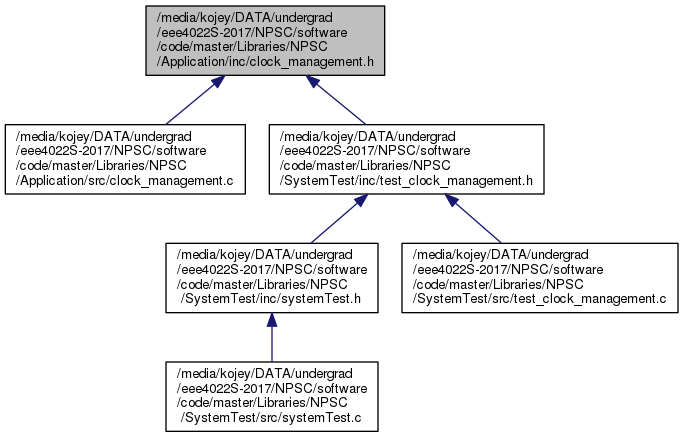 /media/kojey/DATA/undergrad
/eee4022S-2017/NPSC/software
/code/master/Libraries/NPSC
/Application/inc/clock_management.h
/media/kojey/DATA/undergrad
/eee4022S-2017/NPSC/software
/code/master/Libraries/NPSC
/Application/src/clock_management.c
/media/kojey/DATA/undergrad
/eee4022S-2017/NPSC/software
/code/master/Libraries/NPSC
/SystemTest/inc/test_clock_management.h
/media/kojey/DATA/undergrad
/eee4022S-2017/NPSC/software
/code/master/Libraries/NPSC
/SystemTest/inc/systemTest.h
/media/kojey/DATA/undergrad
/eee4022S-2017/NPSC/software
/code/master/Libraries/NPSC
/SystemTest/src/test_clock_management.c
/media/kojey/DATA/undergrad
/eee4022S-2017/NPSC/software
/code/master/Libraries/NPSC
/SystemTest/src/systemTest.c